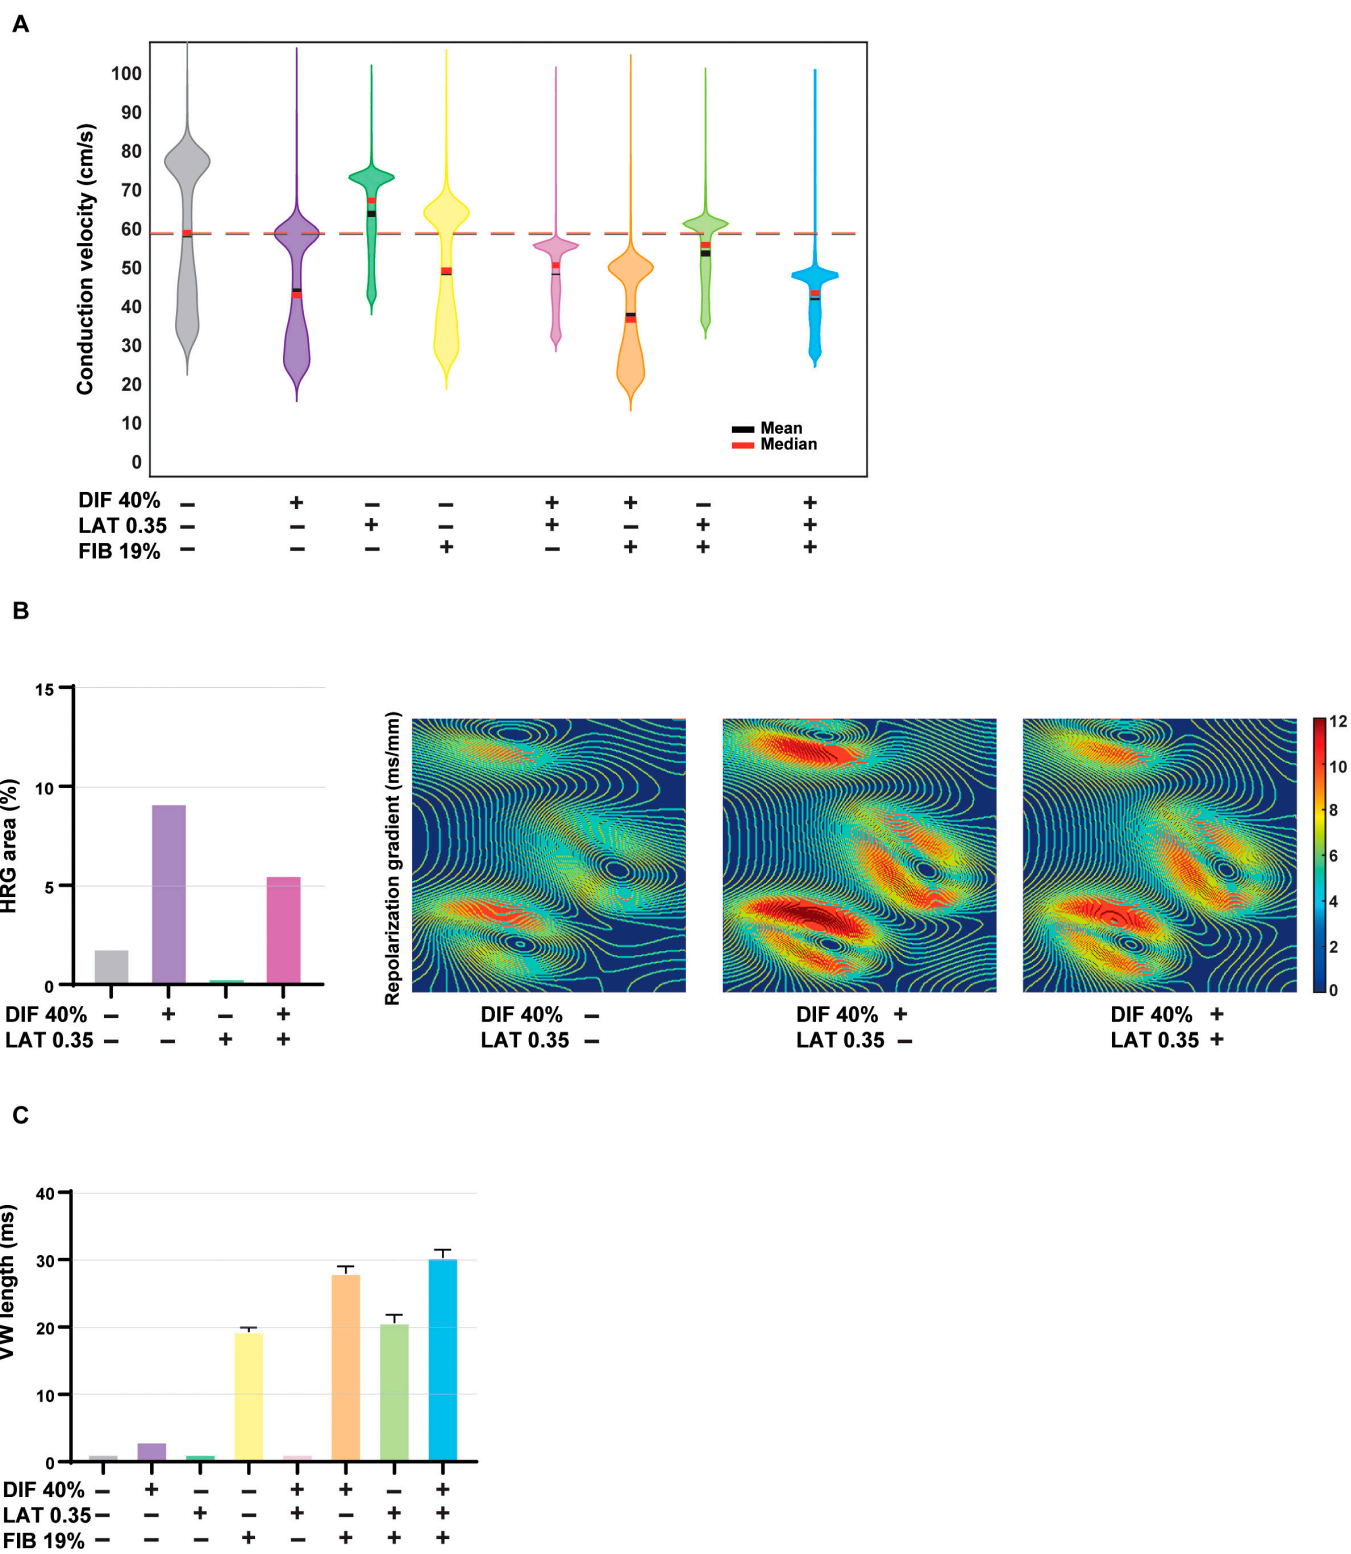 A
Conduction velocity (cm/s)
100
90
80
70
60
50
40
30
20
10
0
Mean
Median
DIF 40% − + − − + + − +
LAT 0.35 − − + − + − + +
FIB 19% − − − + − + + +
B
HRG area (%)
15
10
5
0
DIF 40% − + − +
LAT 0.35 − − + +
Repolarization gradient (ms/mm)
12
10
8
6
4
2
0
DIF 40% −
LAT 0.35 −
DIF 40% +
LAT 0.35 −
DIF 40% +
LAT 0.35 +
C
VW length (ms)
40
30
20
10
0
DIF 40% − + − − + + − +
LAT 0.35 − − + − + − + +
FIB 19% − − − + − + + +